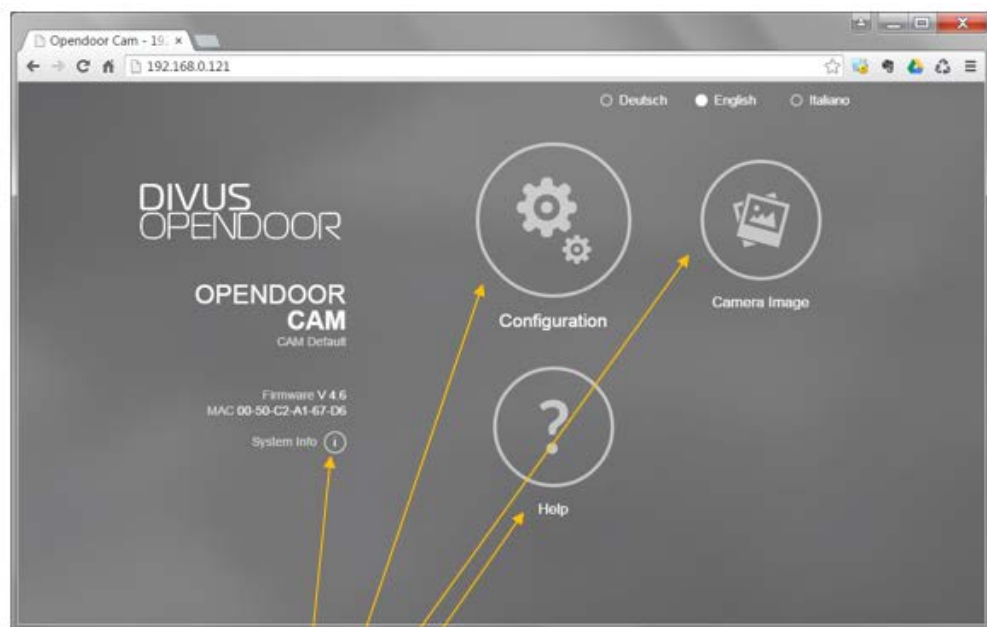 Opendoor Cam - 19.
192.168.0.121
Deutsch English Italiano
DIVUS
OPENDOOR
OPENDOOR
CAM
CAM Default
Firmware V 4.6
MAC 00-50-C2-A1-67-D6
System Info i
Configuration
Camera Image
?
Help